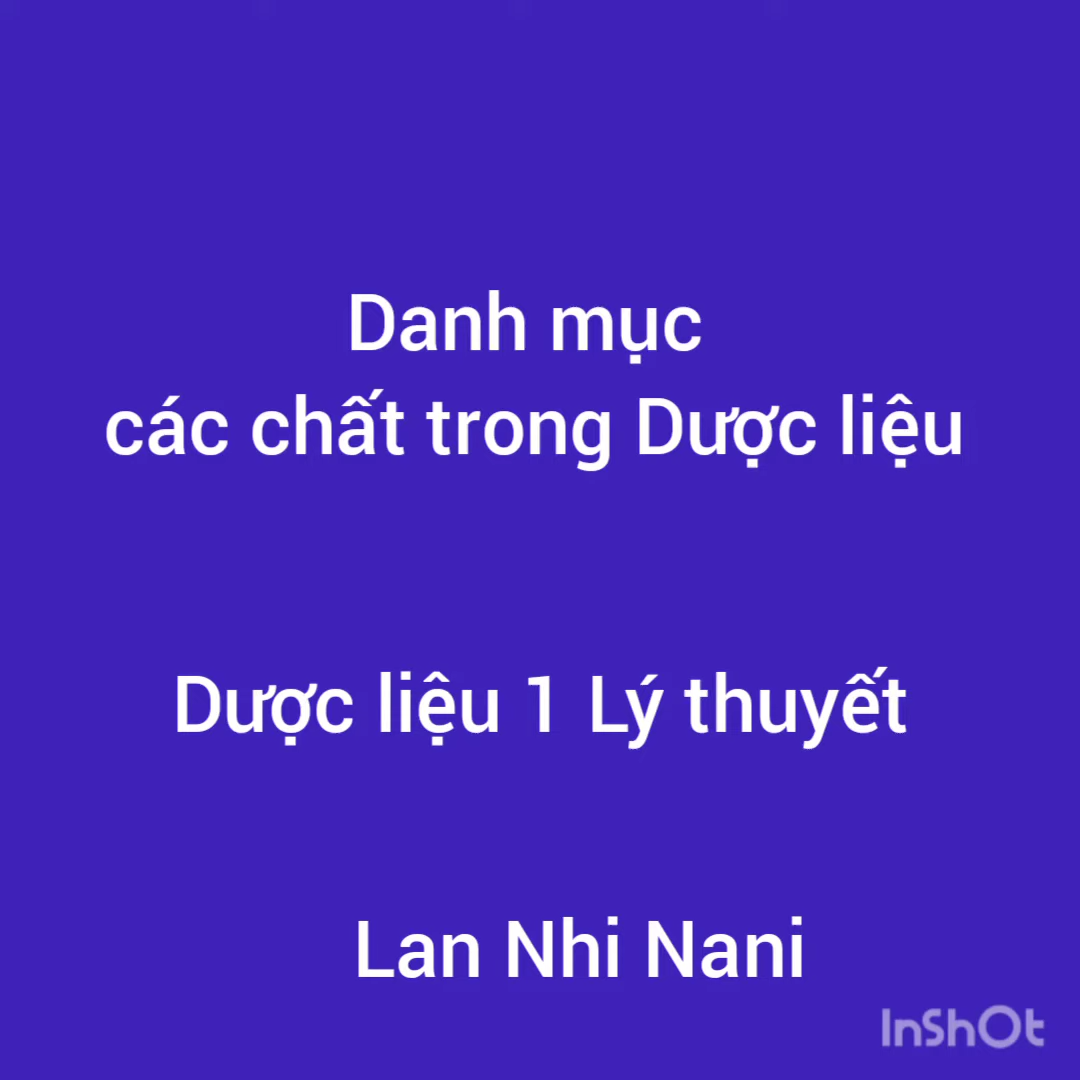 Danh mục
các chất trong Dược liệu
Dược liệu 1 Lý thuyết
Lan Nhi Nani
InShOt